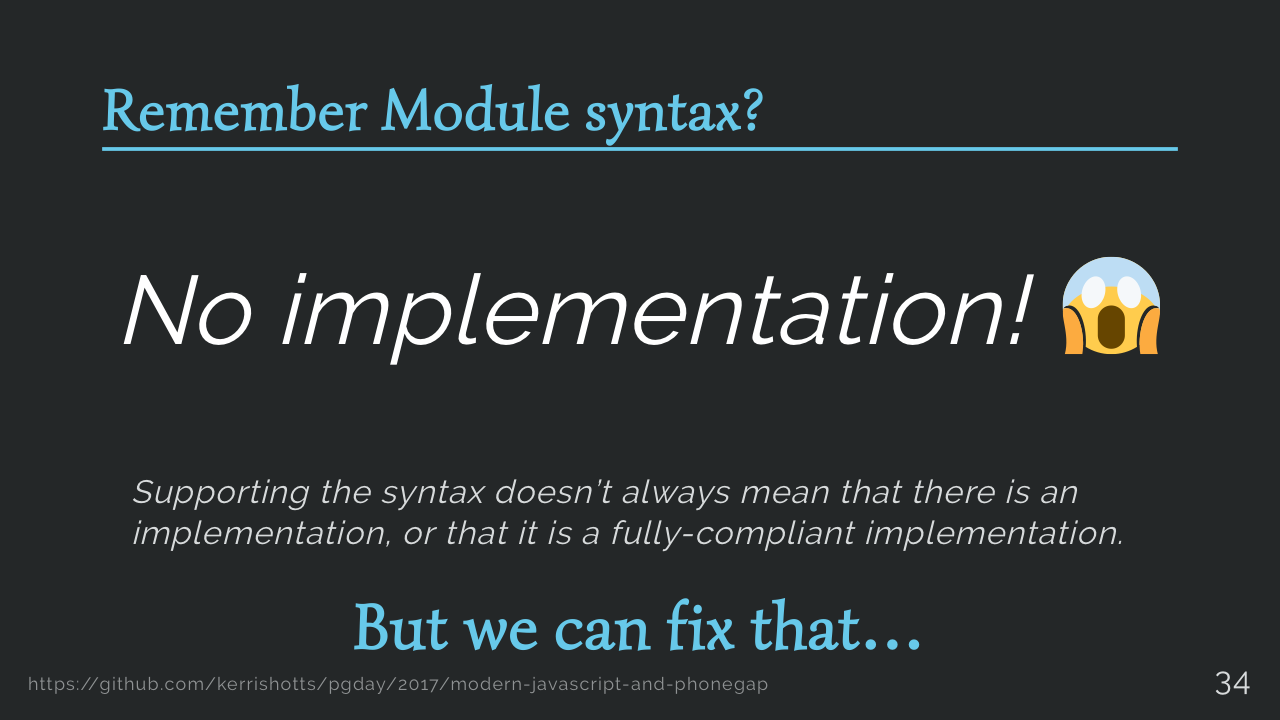 Remember Module syntax?
No implementation! 😱
Supporting the syntax doesn’t always mean that there is an
implementation, or that it is a fully-compliant implementation.
But we can fix that…
https://github.com/kerrishotts/pgday/2017/modern-javascript-and-phonegap
34